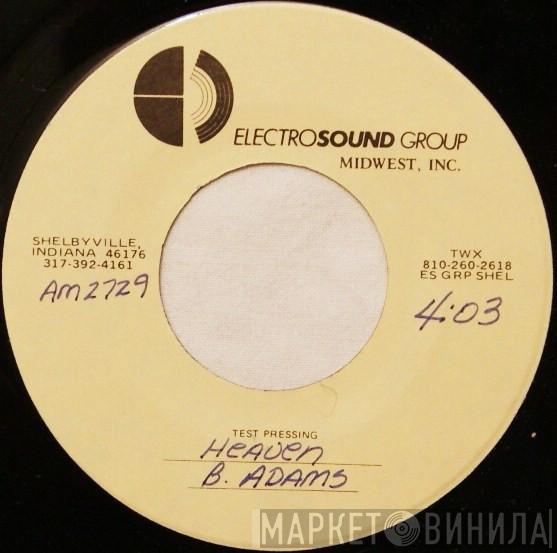 ELECTROSOUND GROUP
MIDWEST, INC.
SHELBYVILLE,
INDIANA 46176
317-392-4161
TWX
810-260-2618
ES GRP SHEL
AM2729
4:03
TEST PRESSING
HEAVEN
B. ADAMS
МАРКЕТ ВИНИЛА